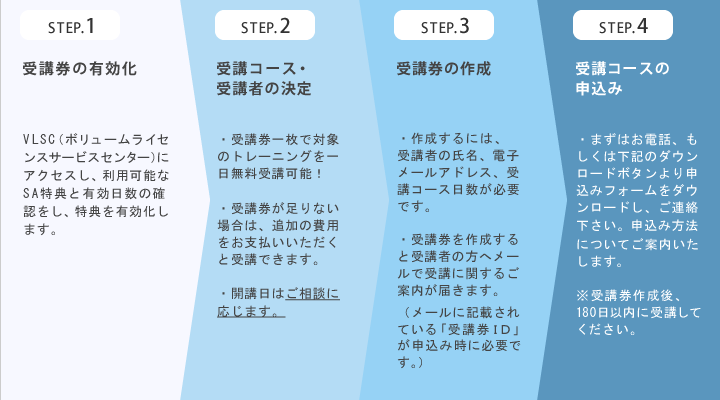 STEP.1
受講券の有効化
VLSC(ボリュームライセ
ンスサービスセンター)に
アクセスし、利用可能な
SA特典と有効日数の確
認をし、特典を有効化し
ます。
STEP.2
受講コース・
受講者の決定
・受講券一枚で対象
のトレーニングを一
日無料受講可能！
・受講券が足りない
場合は、追加の費用
をお支払いいただく
と受講できます。
・開講日はご相談に
応じます。
STEP.3
受講券の作成
・作成するには、
受講者の氏名、電子
メールアドレス、受
講コース日数が必要
です。
・受講券を作成する
と受講者の方へメー
ルで受講に関するご
案内が届きます。
（メールに記載され
ている「受講券ID」
が申込み時に必要で
す。）
STEP.4
受講コースの
申込み
・まずはお電話、も
しくは下記のダウン
ロードボタンより申
込みフォームをダウ
ンロードし、ご連絡
下さい。申込み方法
についてご案内いた
します。
※受講券作成後、
180日以内に受講して
ください。